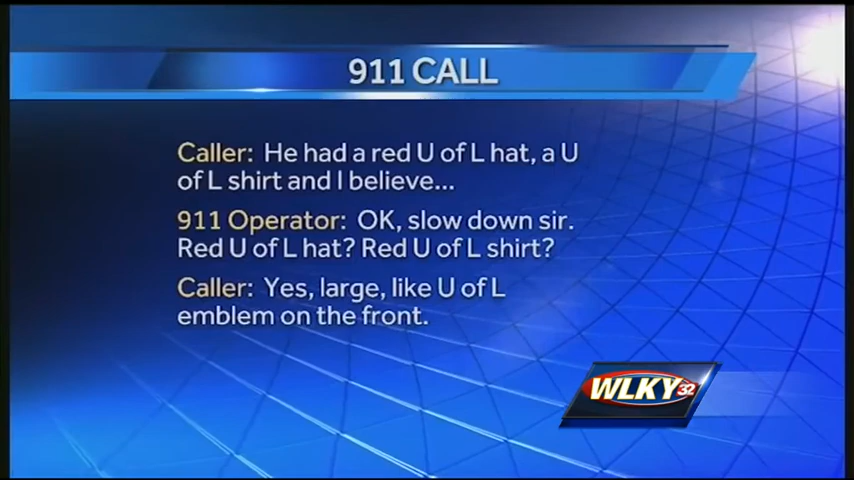 911 CALL
Caller: He had a red U of L hat, a U
of L shirt and I believe...
911 Operator: OK, slow down sir.
Red U of L hat? Red U of L shirt?
Caller: Yes, large, like U of L
emblem on the front.
WLKY 32